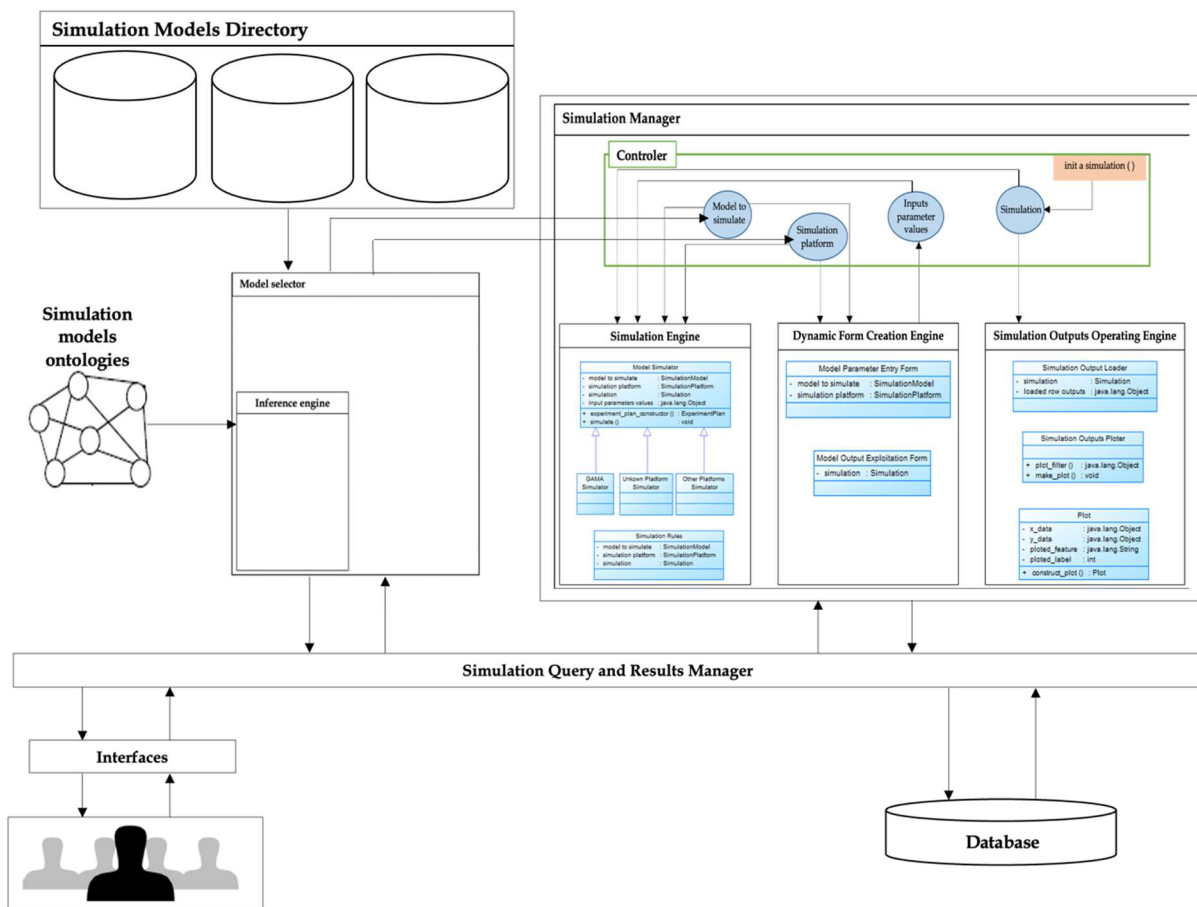 Simulation Models Directory
Simulation Manager
Controler
init a simulation ( )
Model to
simulate
Simulation
platform
Inputs
parameter
values
Simulation
Model selector
Simulation
models
ontologies
Inference engine
Simulation Engine
Model Simulator
- model to simulate : SimulationModel
- simulation platform : SimulationPlatform
- simulation : Simulation
- input parameters values : java.lang.Object
+ experiment_plan_constructor () : ExperimentPlan
+ simulate () : void
GAMA
Simulator
Unkown Platform
Simulator
Other Platforms
Simulator
Simulation Rules
- model to simulate : SimulationModel
- simulation platform : SimulationPlatform
- simulation : Simulation
Dynamic Form Creation Engine
Model Parameter Entry Form
- model to simulate : SimulationModel
- simulation platform : SimulationPlatform
Model Output Exploitation Form
- simulation : Simulation
Simulation Outputs Operating Engine
Simulation Output Loader
- simulation : Simulation
- loaded row outputs : java.lang.Object
Simulation Outputs Ploter
+ plot_filter () : java.lang.Object
+ make_plot () : void
Plot
- x_data : java.lang.Object
- y_data : java.lang.Object
- ploted_feature : java.lang.String
- ploted_label : int
+ construct_plot () : Plot
Simulation Query and Results Manager
Interfaces
Database